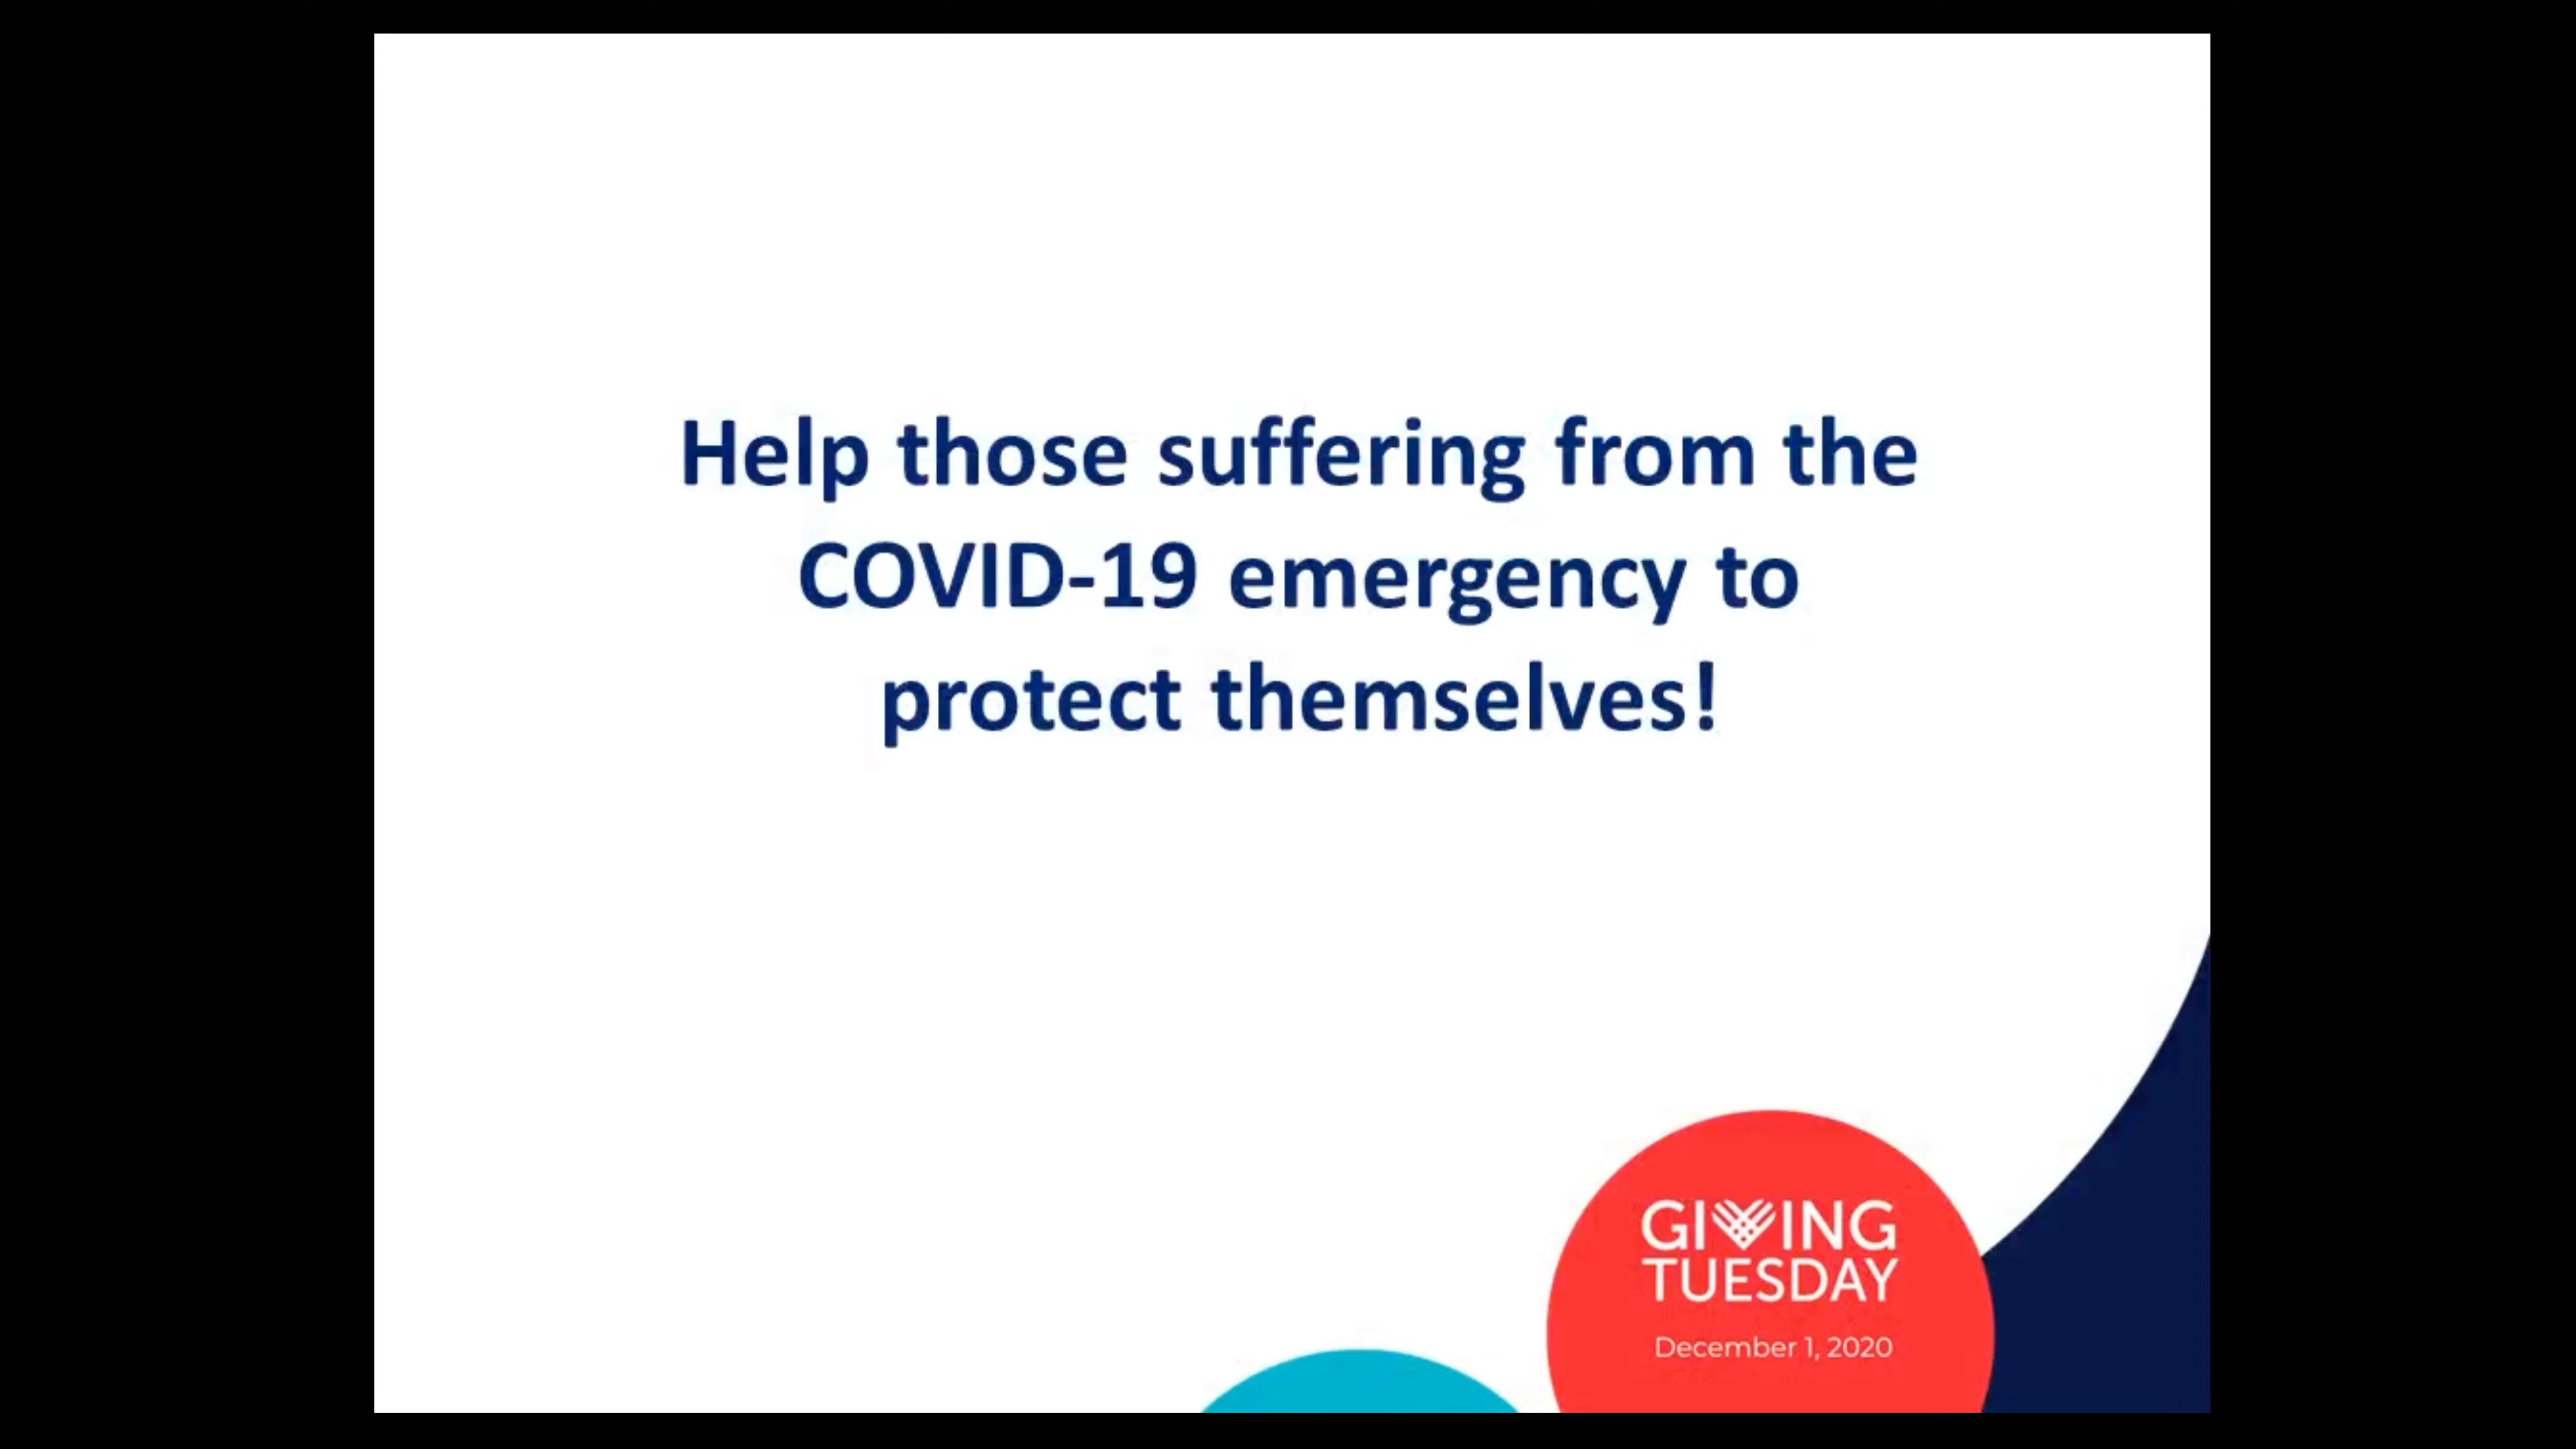 Help those suffering from the
COVID-19 emergency to
protect themselves!
GIVING
TUESDAY
December 1, 2020